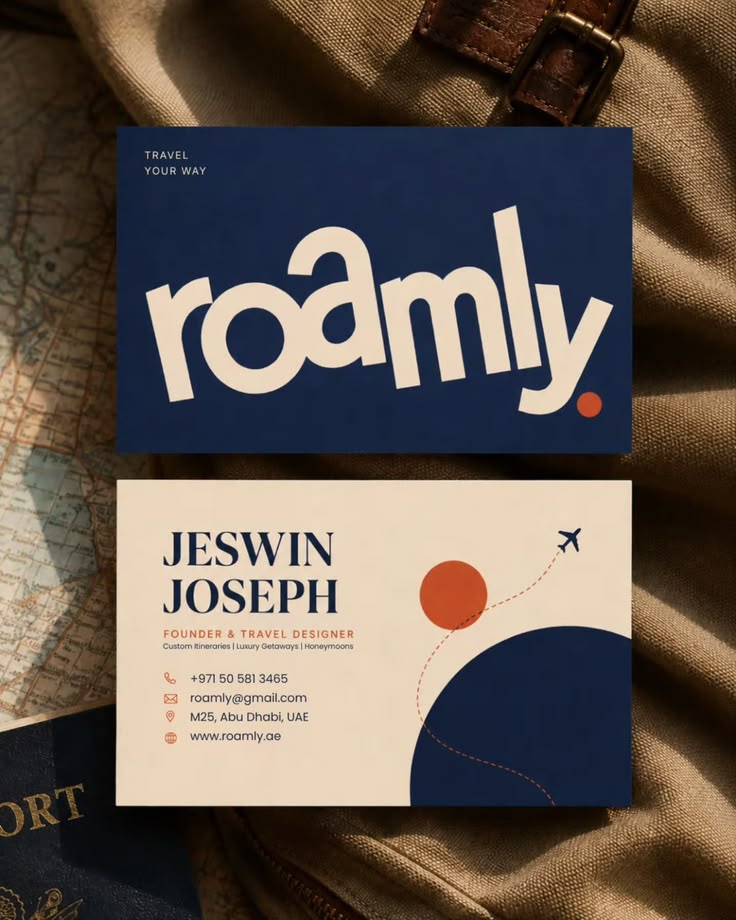 TRAVEL
YOUR WAY
roamly.
JESWIN
JOSEPH
FOUNDER & TRAVEL DESIGNER
Custom Itineraries | Luxury Getaways | Honeymoons
+971 50 581 3465
roamly@gmail.com
M25, Abu Dhabi, UAE
www.roamly.ae
ORT